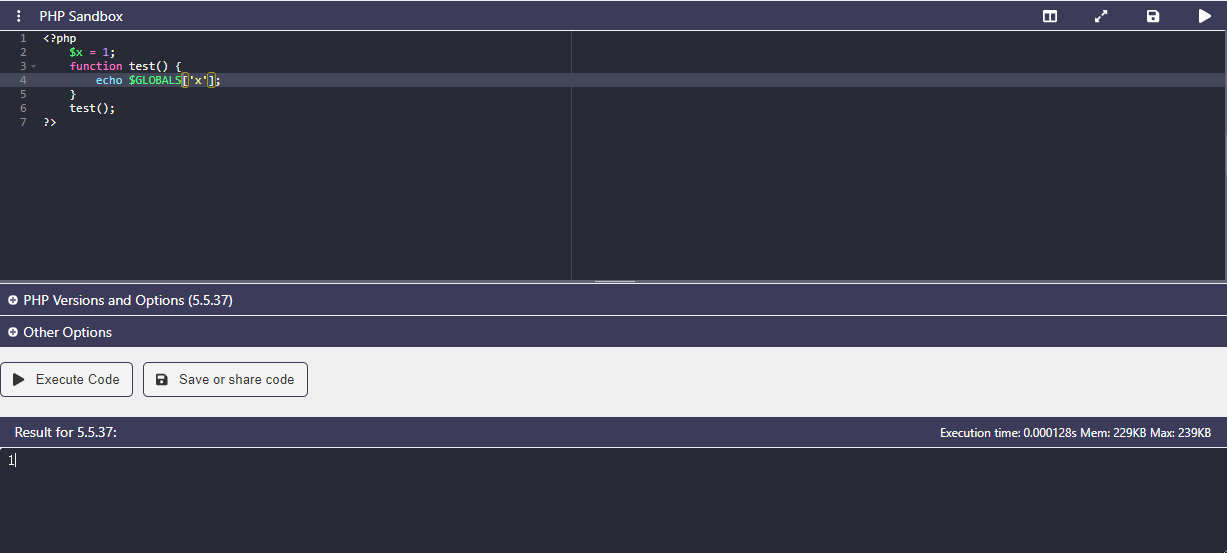 PHP Sandbox
1 <?php
2     $x = 1;
3     function test() {
4         echo $GLOBALS['x'];
5     }
6     test();
7 ?>
PHP Versions and Options (5.5.37)
Other Options
Execute Code Save or share code
Result for 5.5.37: Execution time: 0.000128s Mem: 229KB Max: 239KB
1